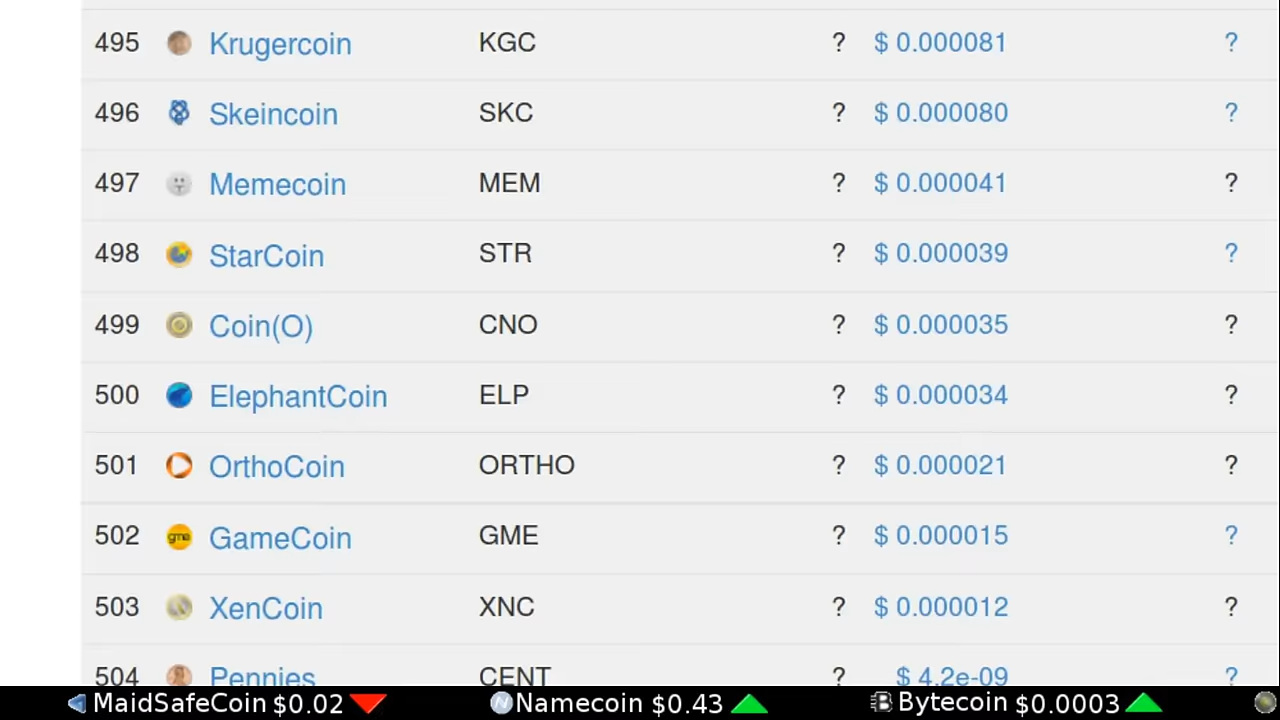 495 Krugercoin KGC ? $ 0.000081 ?
496 Skeincoin SKC ? $ 0.000080 ?
497 Memecoin MEM ? $ 0.000041 ?
498 StarCoin STR ? $ 0.000039 ?
499 Coin(O) CNO ? $ 0.000035 ?
500 ElephantCoin ELP ? $ 0.000034 ?
501 OrthoCoin ORTHO ? $ 0.000021 ?
502 gme GameCoin GME ? $ 0.000015 ?
503 XenCoin XNC ? $ 0.000012 ?
504 Pennies CENT ? $ 4.2e-09 ?
MaidSafeCoin $0.02 Namecoin $0.43 Bytecoin $0.0003